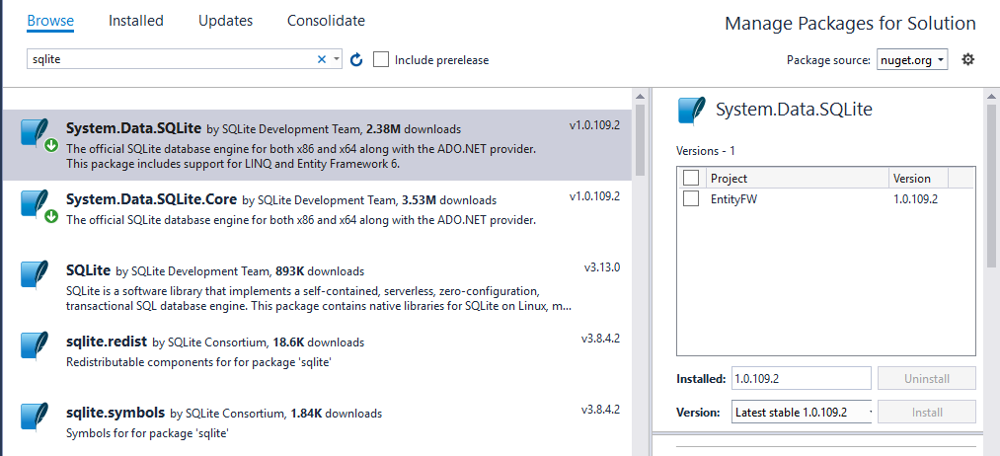 Browse Installed Updates Consolidate Manage Packages for Solution
sqlite Include prerelease Package source: nuget.org
System.Data.SQLite by SQLite Development Team, 2.38M downloads v1.0.109.2
The official SQLite database engine for both x86 and x64 along with the ADO.NET provider.
This package includes support for LINQ and Entity Framework 6.
System.Data.SQLite.Core by SQLite Development Team, 3.53M downloads v1.0.109.2
The official SQLite database engine for both x86 and x64 along with the ADO.NET provider.
SQLite by SQLite Development Team, 893K downloads v3.13.0
SQLite is a software library that implements a self-contained, serverless, zero-configuration,
transactional SQL database engine. This package contains native libraries for SQLite on Linux, m...
sqlite.redist by SQLite Consortium, 18.6K downloads v3.8.4.2
Redistributable components for for package 'sqlite'
sqlite.symbols by SQLite Consortium, 1.84K downloads v3.8.4.2
Symbols for for package 'sqlite'
System.Data.SQLite
Versions - 1
Project Version
EntityFW 1.0.109.2
Installed: 1.0.109.2 Uninstall
Version: Latest stable 1.0.109.2 Install